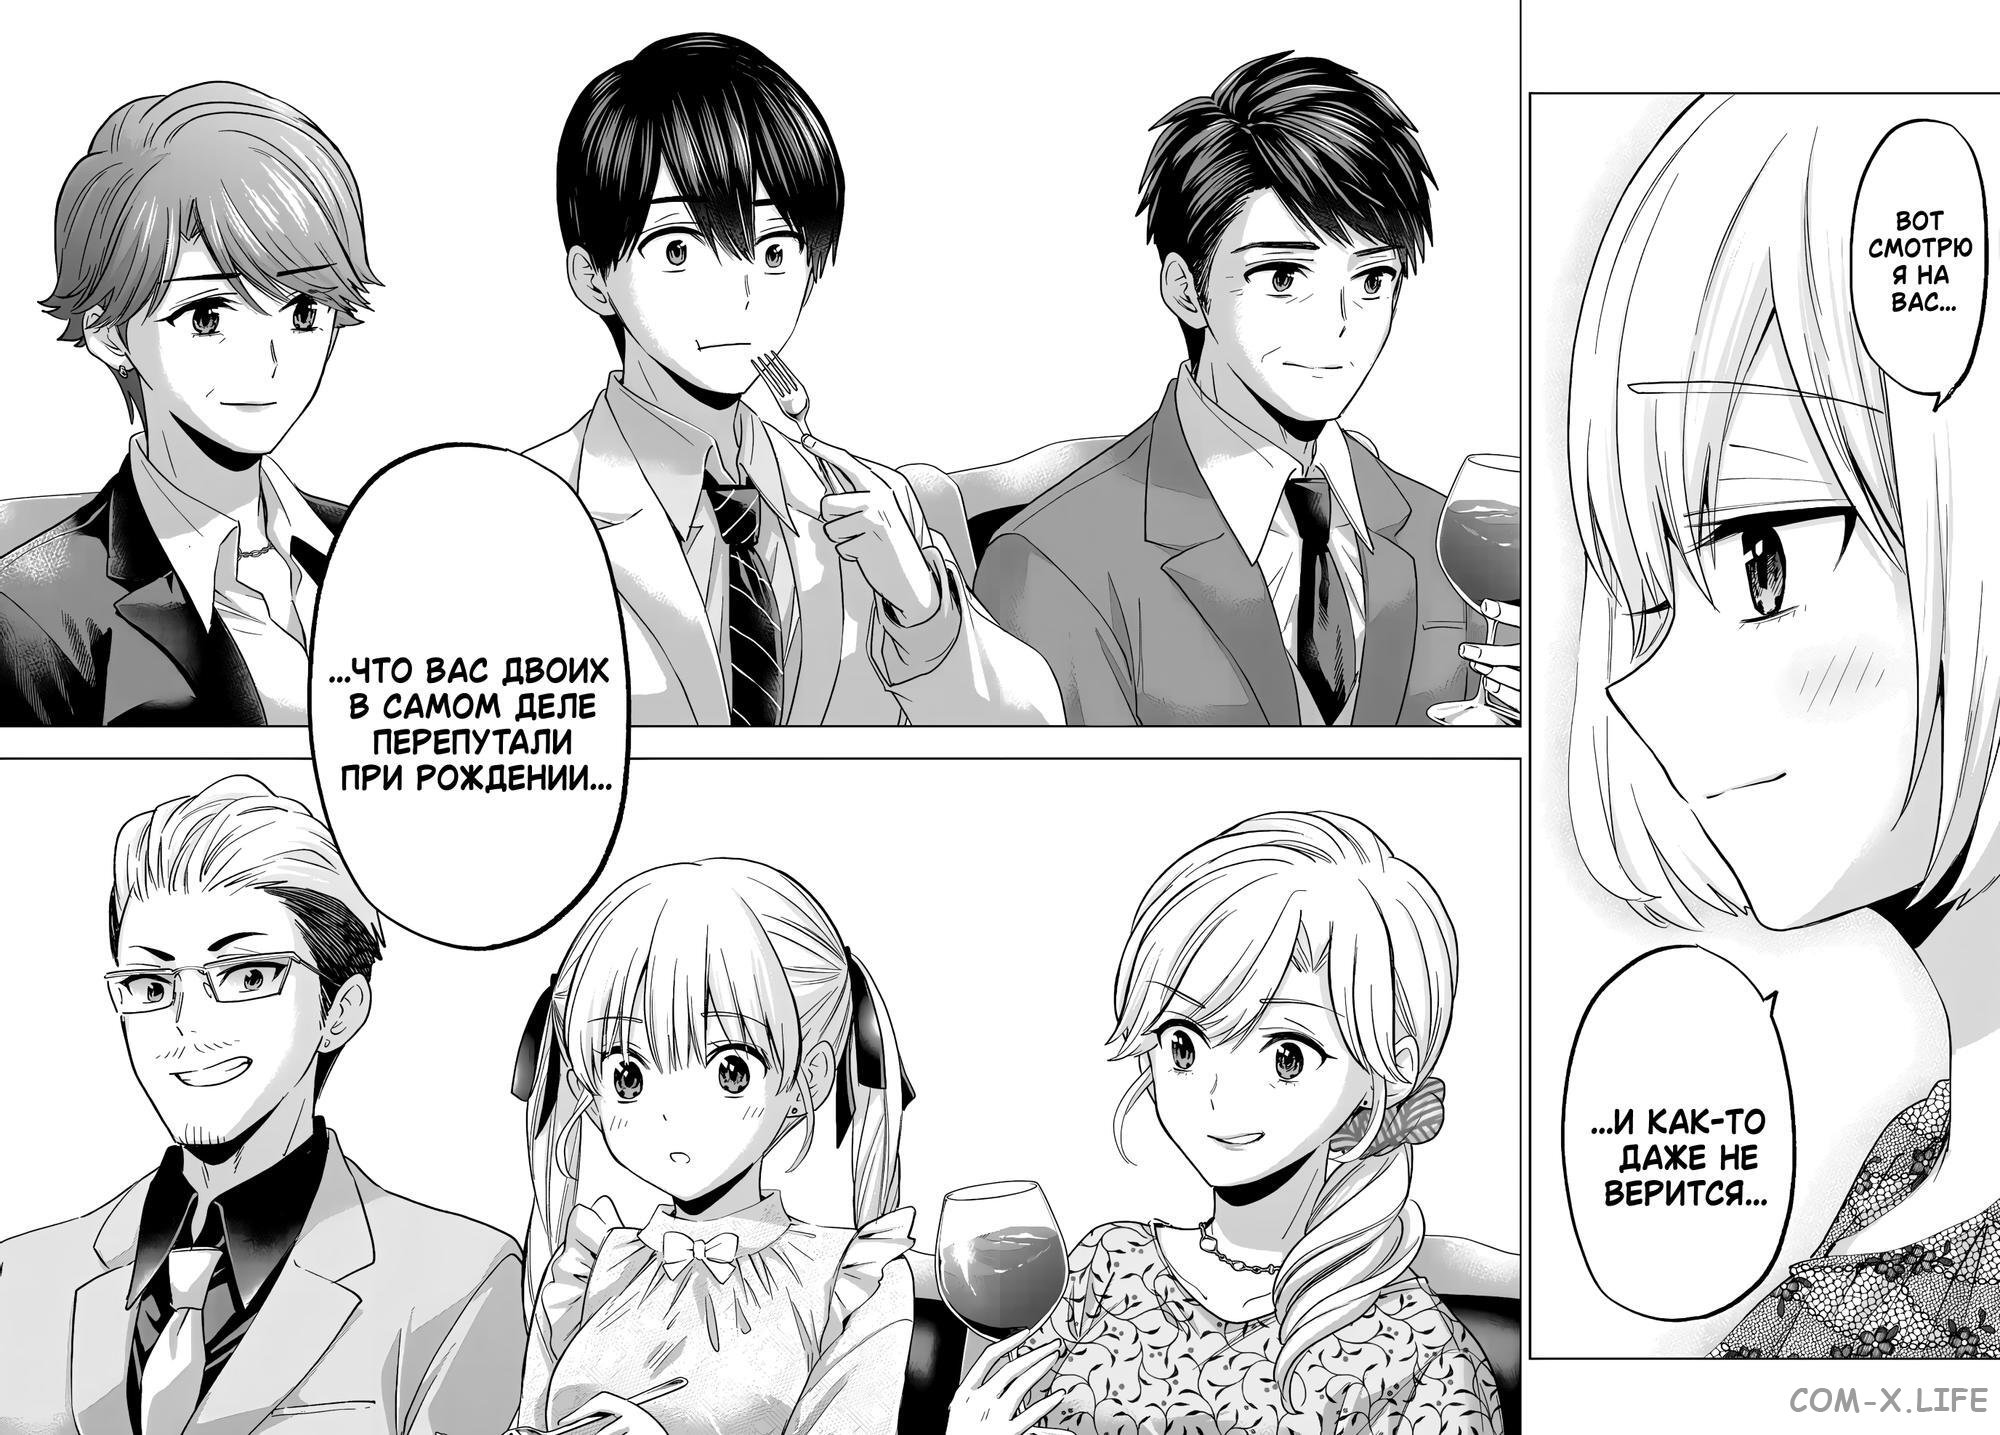 ВОТ
СМОТРЮ
Я НА
ВАС...
...И КАК-ТО
ДАЖЕ НЕ
ВЕРИТСЯ...
...ЧТО ВАС ДВОИХ
В САМОМ ДЕЛЕ
ПЕРЕПУТАЛИ
ПРИ РОЖДЕНИИ...
COM-X.LIFE